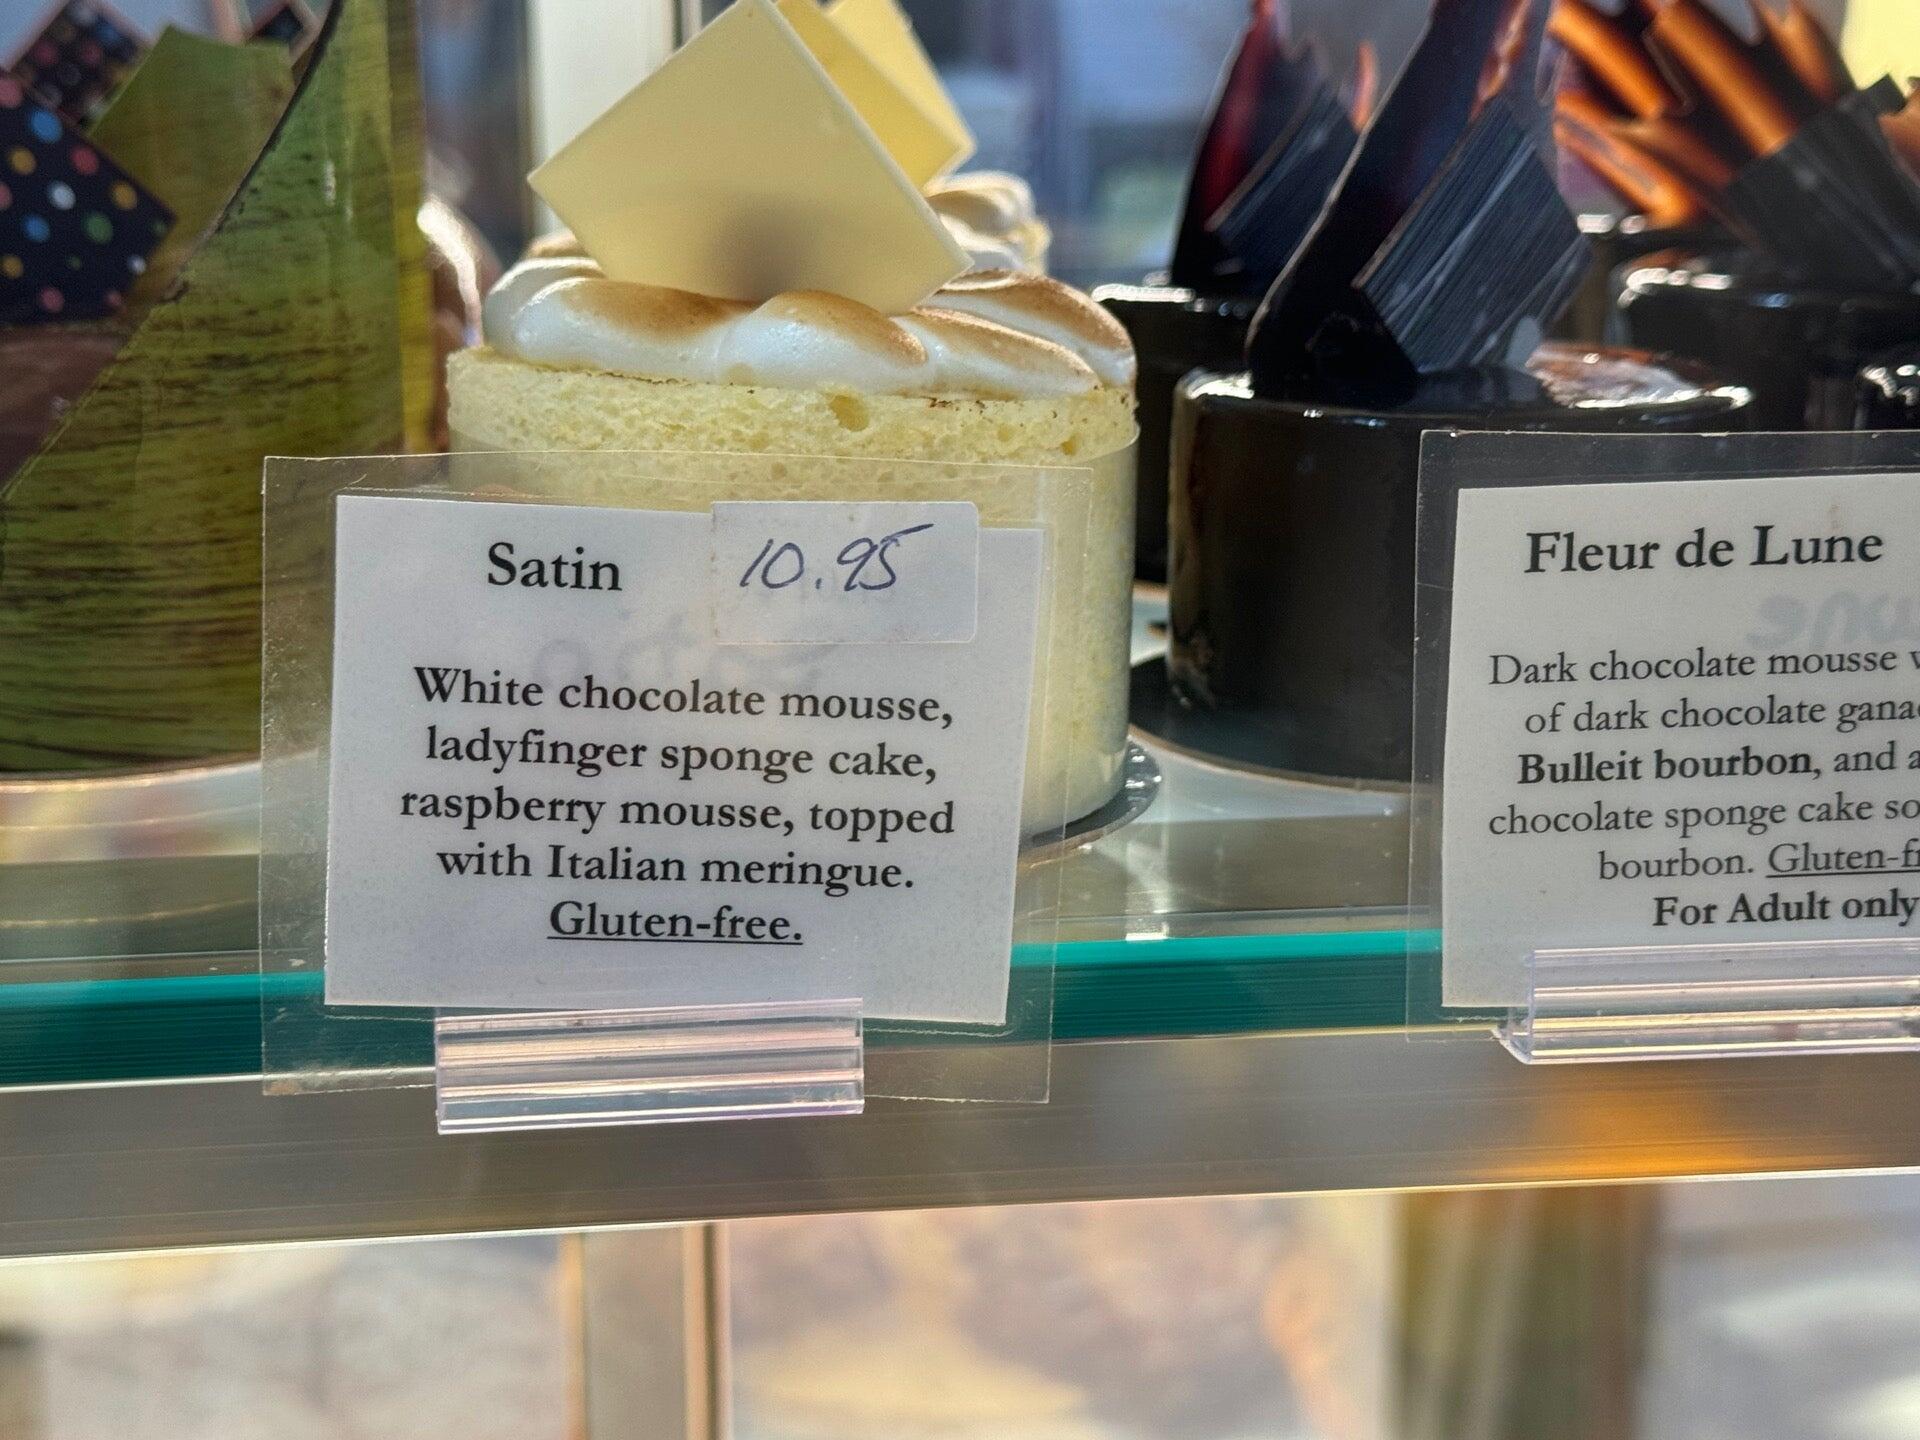 Satin
10.95
White chocolate mousse,
ladyfinger sponge cake,
raspberry mousse, topped
with Italian meringue.
Gluten-free.
Fleur de Lune
Dark chocolate mousse
of dark chocolate
Bulleit bourbon, and
chocolate sponge cake
bourbon.
For Adult only